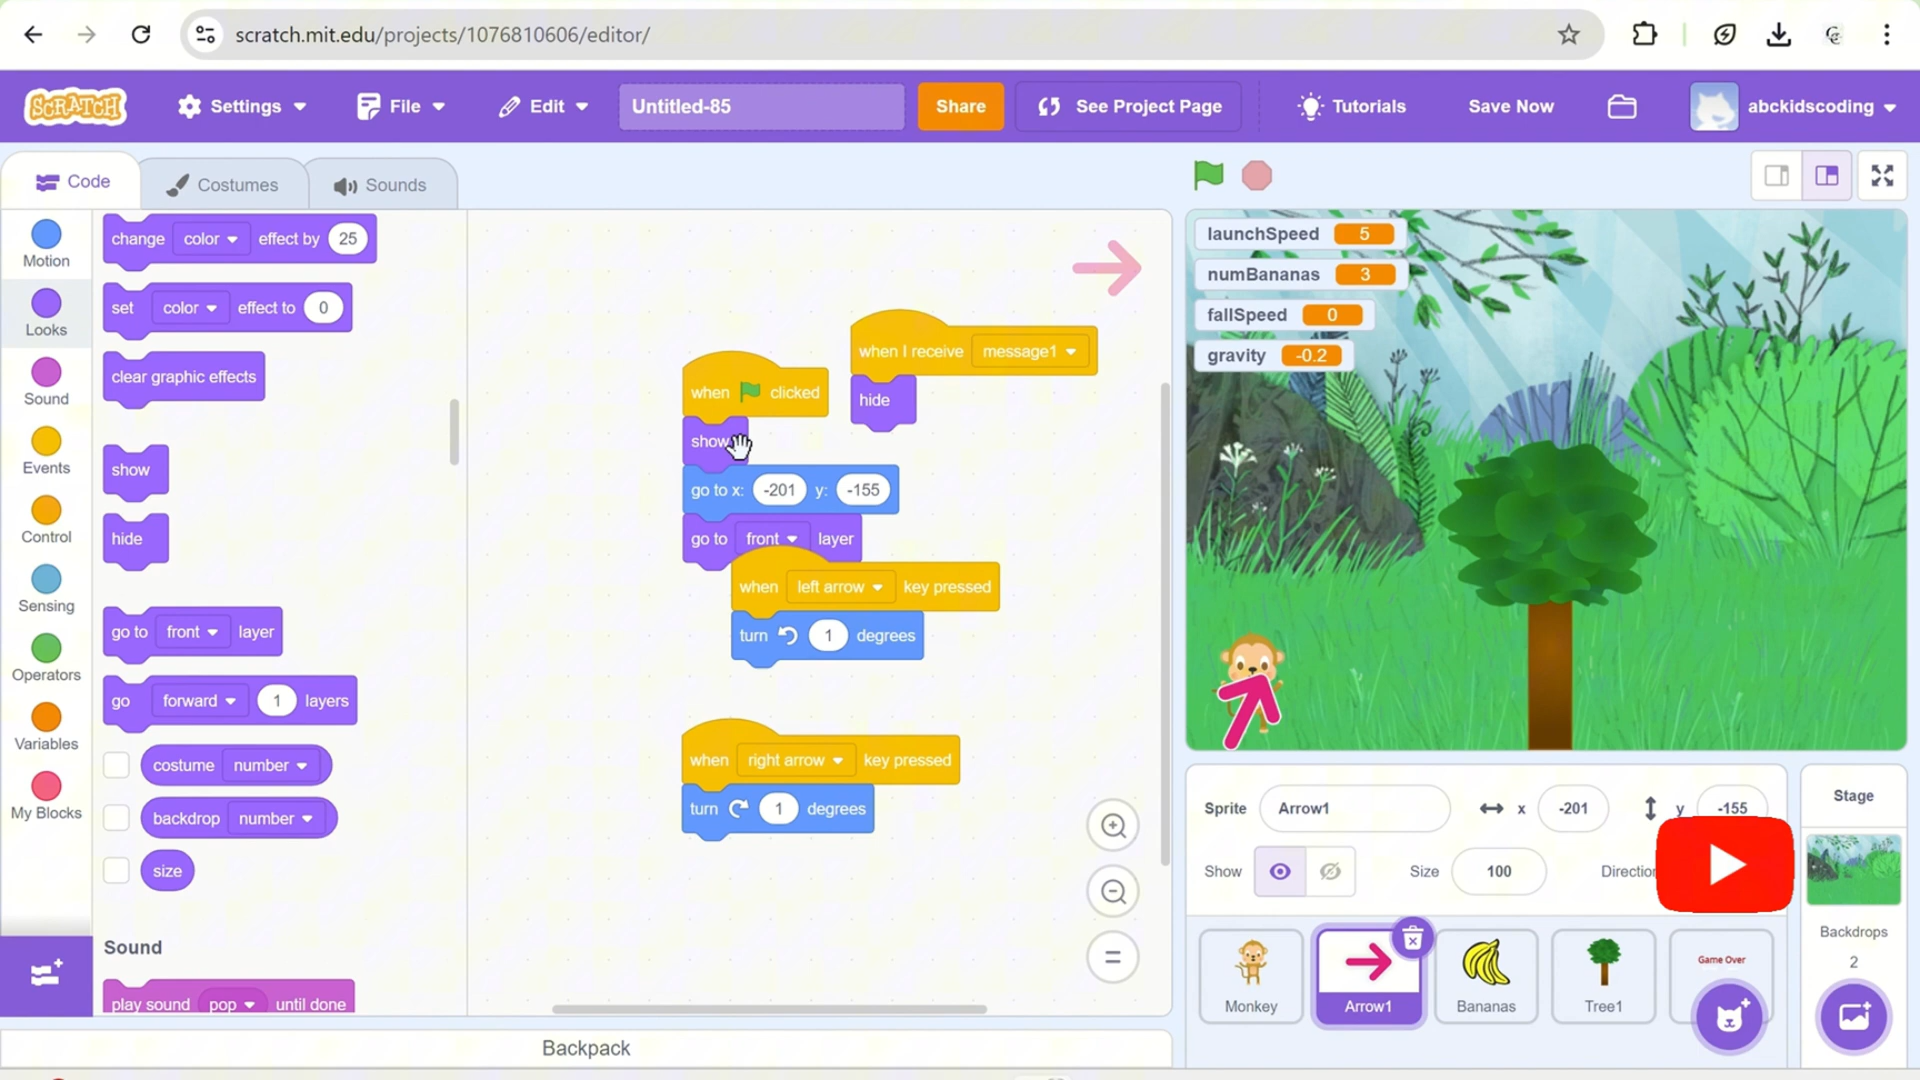 scratch.mit.edu/projects/1076810606/editor/
SCRATCH
Settings
File
Edit
Untitled-85
Share
See Project Page
Tutorials
Save Now
abckidscoding
Code
Costumes
Sounds
Motion
Looks
Sound
Events
Control
Sensing
Operators
Variables
My Blocks
change color effect by 25
set color effect to 0
clear graphic effects
show
hide
go to front layer
go forward 1 layers
costume number
backdrop number
size
Sound
play sound pop until done
when I receive message1
hide
when clicked
show
go to x: -201 y: -155
go to front layer
when left arrow key pressed
turn 1 degrees
when right arrow key pressed
turn 1 degrees
Backpack
launchSpeed 5
numBananas 3
fallSpeed 0
gravity -0.2
Sprite Arrow1 x -201 y -155
Show Size 100 Direction
Monkey
Arrow1
Bananas
Tree1
Game Over
Stage
Backdrops
2